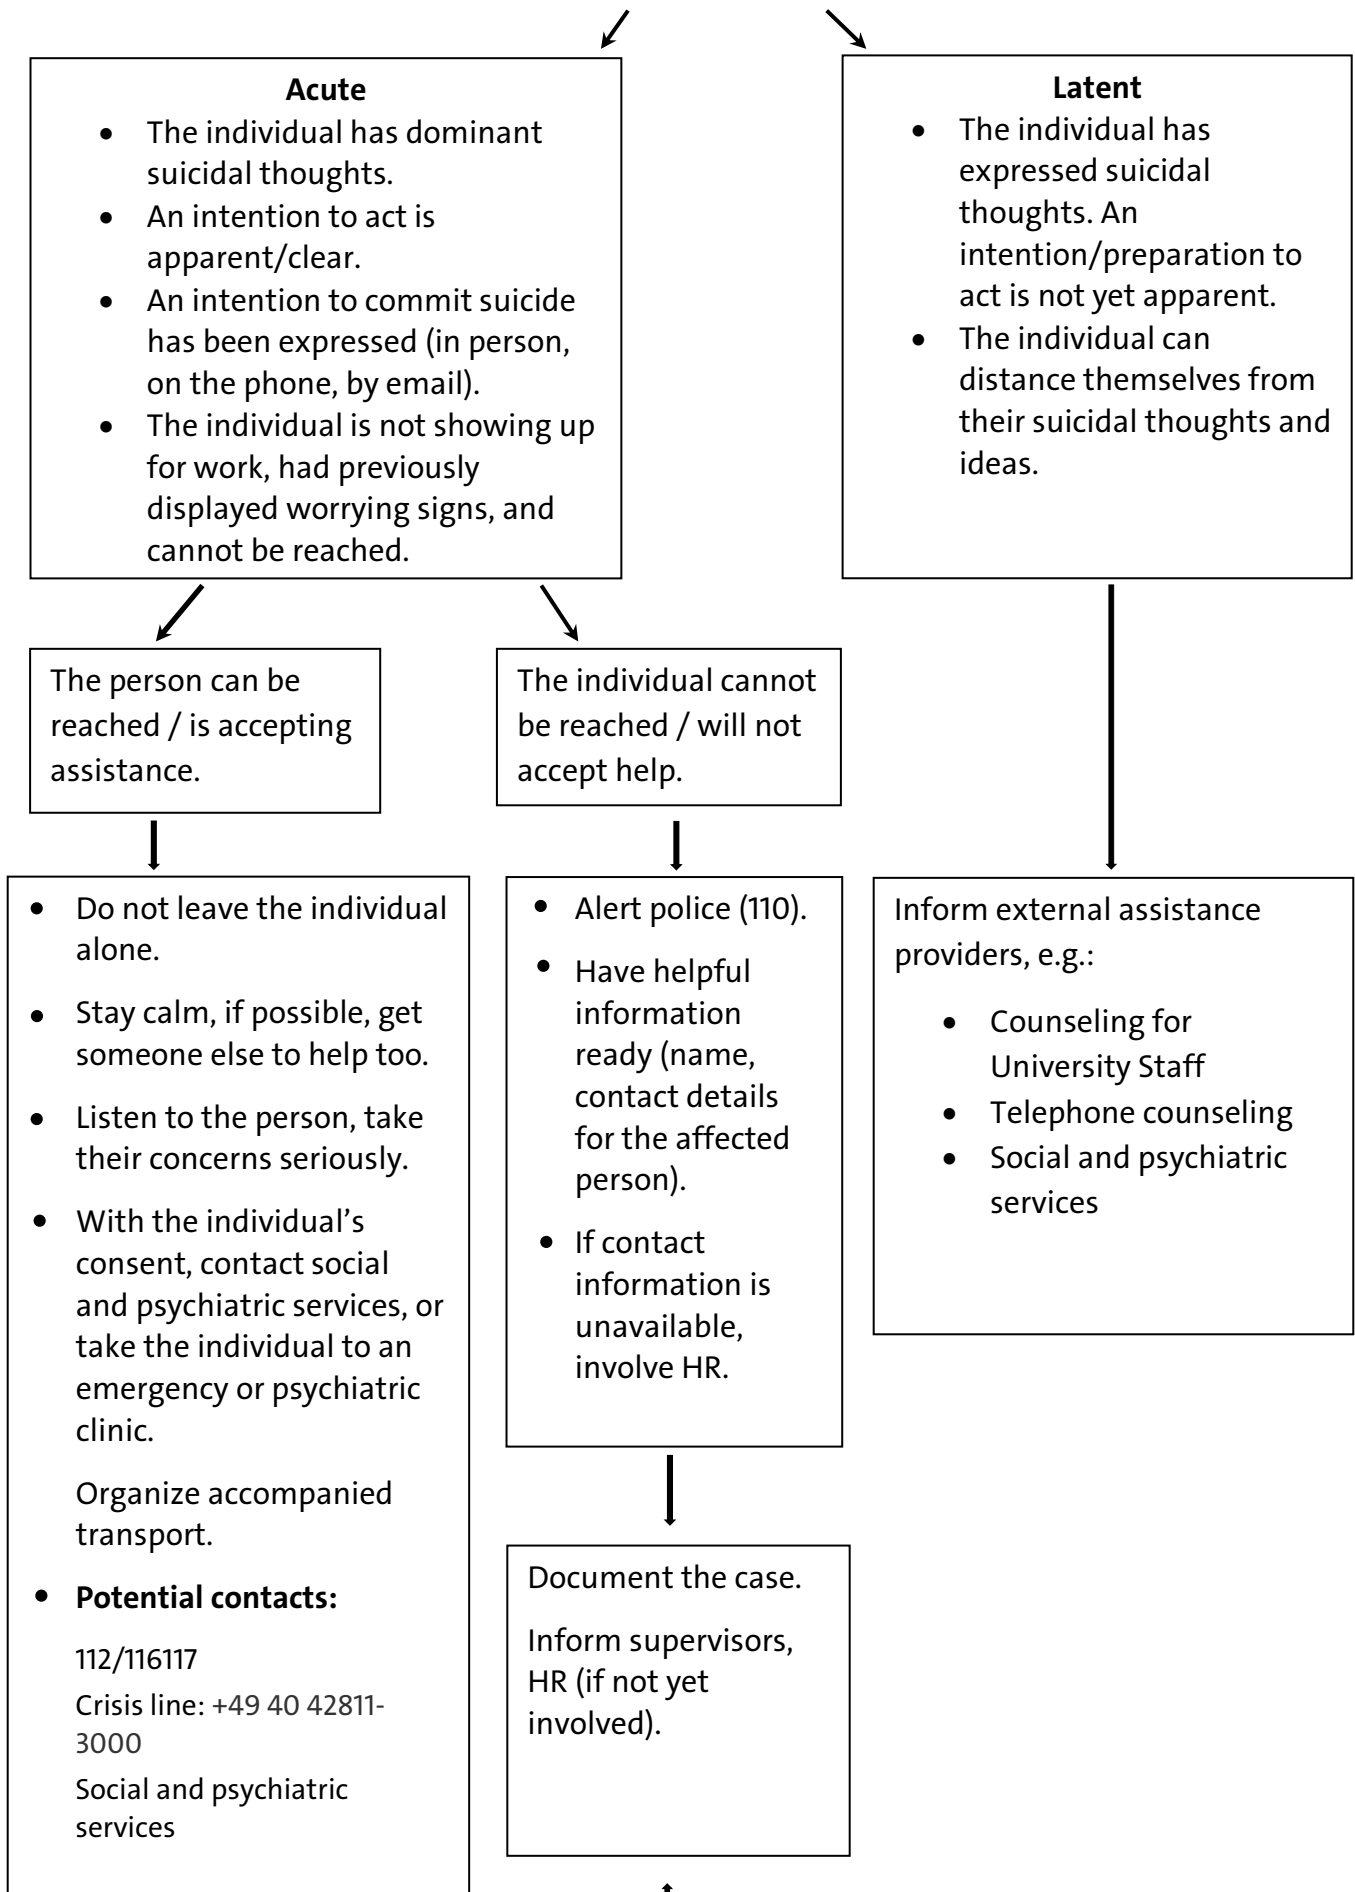 Acute
• The individual has dominant
suicidal thoughts.
• An intention to act is
apparent/clear.
• An intention to commit suicide
has been expressed (in person,
on the phone, by email).
• The individual is not showing up
for work, had previously
displayed worrying signs, and
cannot be reached.
Latent
• The individual has
expressed suicidal
thoughts. An
intention/preparation to
act is not yet apparent.
• The individual can
distance themselves from
their suicidal thoughts and
ideas.
The person can be
reached / is accepting
assistance.
The individual cannot
be reached / will not
accept help.
• Do not leave the individual
alone.
• Stay calm, if possible, get
someone else to help too.
• Listen to the person, take
their concerns seriously.
• With the individual’s
consent, contact social
and psychiatric services, or
take the individual to an
emergency or psychiatric
clinic.
Organize accompanied
transport.
• Potential contacts:
112/116117
Crisis line: +49 40 42811-
3000
Social and psychiatric
services
• Alert police (110).
• Have helpful
information
ready (name,
contact details
for the affected
person).
• If contact
information is
unavailable,
involve HR.
Document the case.
Inform supervisors,
HR (if not yet
involved).
Inform external assistance
providers, e.g.:
• Counseling for
University Staff
• Telephone counseling
• Social and psychiatric
services